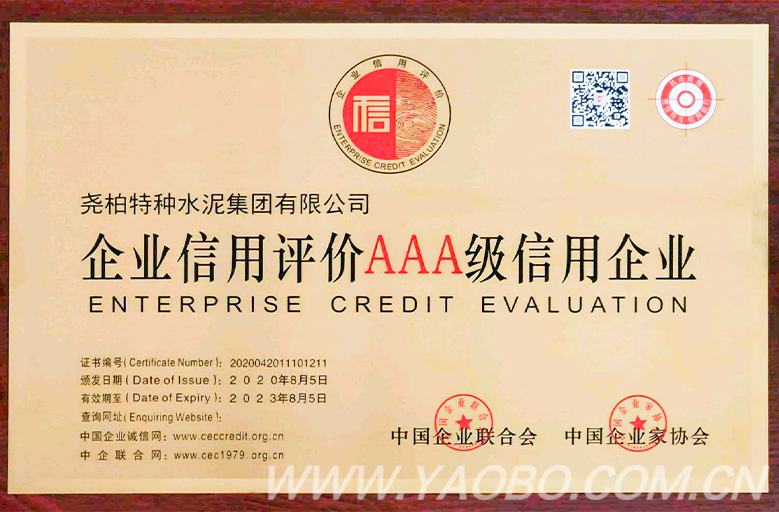 企业信用评价
信
ENTERPRISE CREDIT EVALUATION
尧柏特种水泥集团有限公司
企业信用评价AAA级信用企业
ENTERPRISE CREDIT EVALUATION
证书编号(Certificate Number): 2020042011101211
颁发日期(Date of Issue): 2020年8月5日
有效期至(Date of Expiry): 2023年8月5日
查询网址(Enquiring Website):
中国企业诚信网: www.ceccredit.org.cn
中企联合网: www.cec1979.org.cn
中国企业联合会 中国企业家协会
WWW.YAOBO.COM.CN